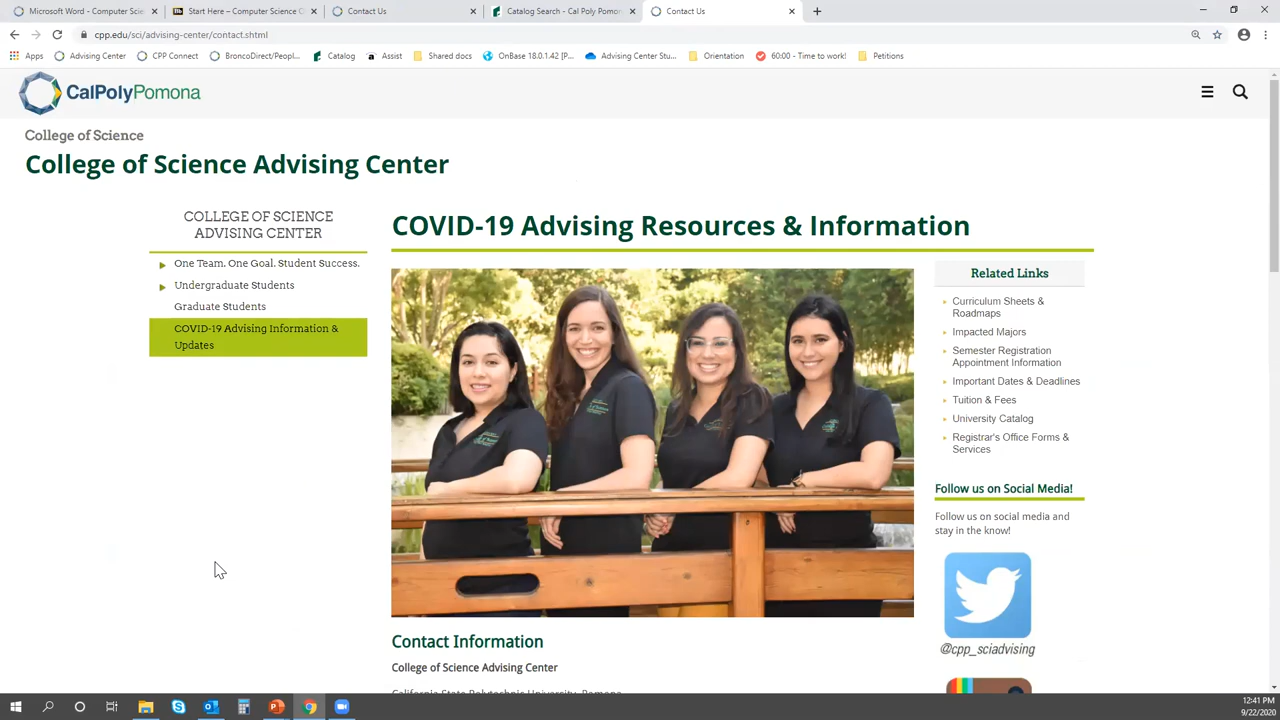 Microsoft Word - Computer Scien
Start Here – Computer Science C
Contact Us
Catalog Search - Cal Poly Pomon
Contact Us
cpp.edu/sci/advising-center/contact.shtml
Apps
Advising Center
CPP Connect
BroncoDirect/Peopl...
Catalog
Assist
Shared docs
OnBase 18.0.1.42 [P...
Advising Center Stu...
Orientation
60:00 - Time to work!
Petitions
CalPolyPomona
College of Science
College of Science Advising Center
COLLEGE OF SCIENCE
ADVISING CENTER
One Team. One Goal. Student Success.
Undergraduate Students
Graduate Students
COVID-19 Advising Information &
Updates
COVID-19 Advising Resources & Information
Related Links
Curriculum Sheets &
Roadmaps
Impacted Majors
Semester Registration
Appointment Information
Important Dates & Deadlines
Tuition & Fees
University Catalog
Registrar's Office Forms &
Services
Follow us on Social Media!
Follow us on social media and
stay in the know!
@cpp_sciadvising
Contact Information
College of Science Advising Center
California State Polytechnic University, Pomona
12:41 PM
9/22/2020